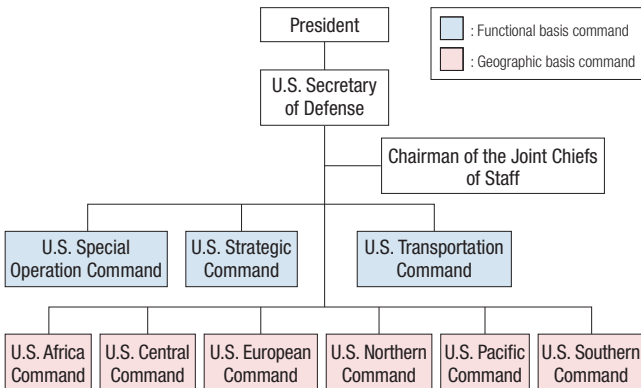 President
: Functional basis command
: Geographic basis command
U.S. Secretary
of Defense
Chairman of the Joint Chiefs
of Staff
U.S. Special
Operation Command
U.S. Strategic
Command
U.S. Transportation
Command
U.S. Africa
Command
U.S. Central
Command
U.S. European
Command
U.S. Northern
Command
U.S. Pacific
Command
U.S. Southern
Command